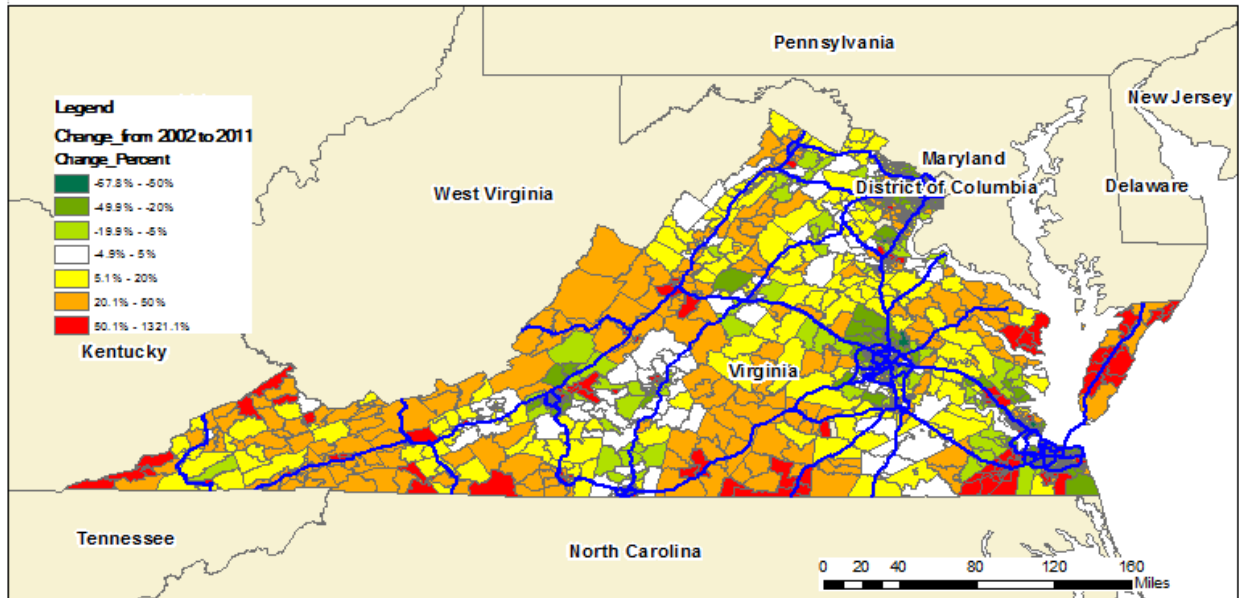 Pennsylvania
New Jersey
Legend
Change_from 2002 to 2011
Change_Percent
-67.8% - -50%
-49.9% - -20%
-19.9% - -5%
-4.9% - 5%
5.1% - 20%
20.1% - 50%
50.1% - 1321.1%
Maryland
West Virginia
District of Columbia
Delaware
Kentucky
Virginia
Tennessee
North Carolina
0 20 40 80 120 160
Miles